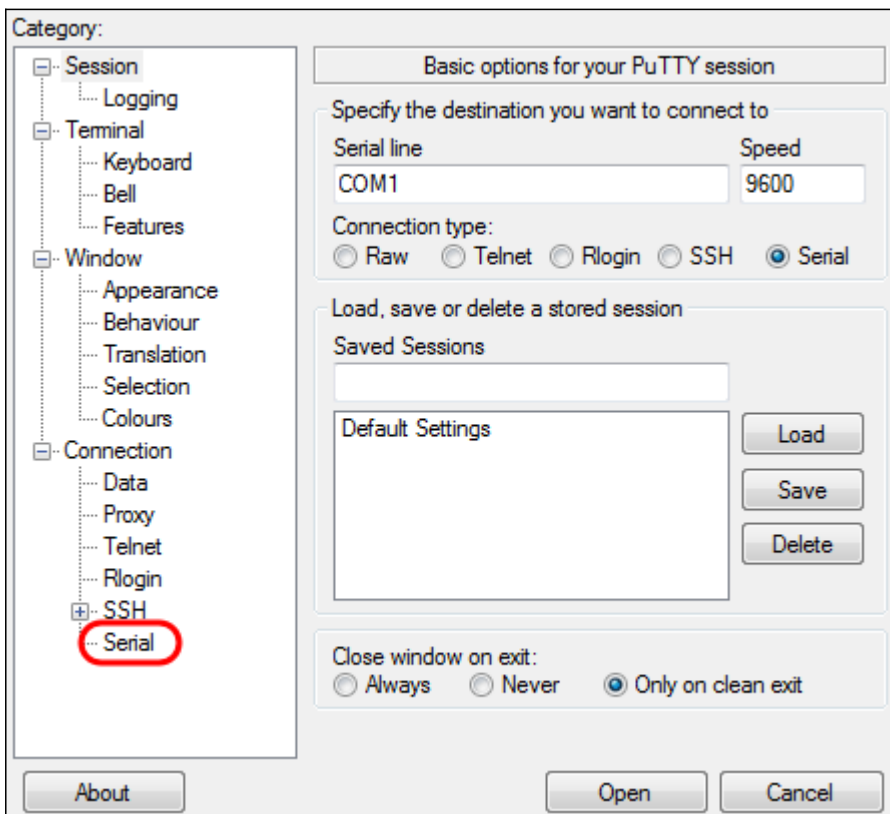 Category:
Session
Logging
Terminal
Keyboard
Bell
Features
Window
Appearance
Behaviour
Translation
Selection
Colours
Connection
Data
Proxy
Telnet
Rlogin
SSH
Serial
Basic options for your PuTTY session
Specify the destination you want to connect to
Serial line Speed
COM1 9600
Connection type:
Raw Telnet Rlogin SSH Serial
Load, save or delete a stored session
Saved Sessions
Default Settings
Load
Save
Delete
Close window on exit:
Always Never Only on clean exit
About Open Cancel